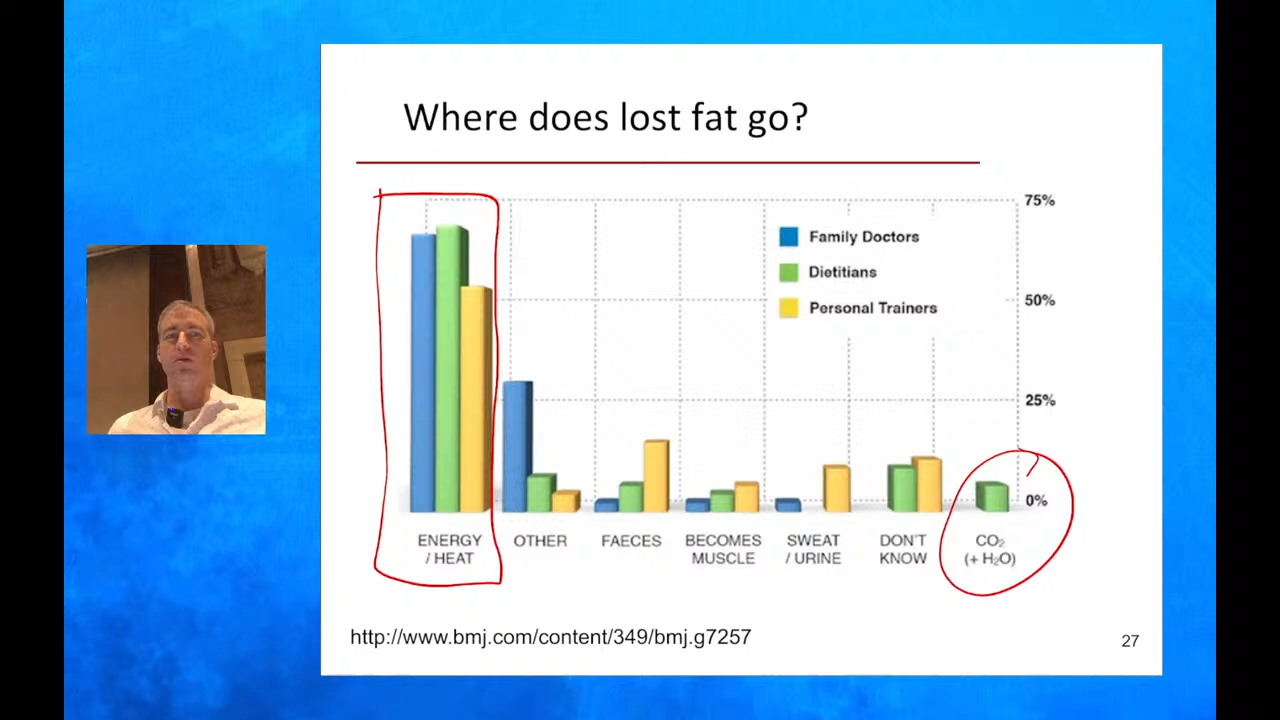 Where does lost fat go?
75%
Family Doctors
Dietitians
50%
Personal Trainers
25%
0%
ENERGY / HEAT
OTHER
FAECES
BECOMES MUSCLE
SWEAT / URINE
DON'T KNOW
CO₂ (+ H₂O)
http://www.bmj.com/content/349/bmj.g7257
27